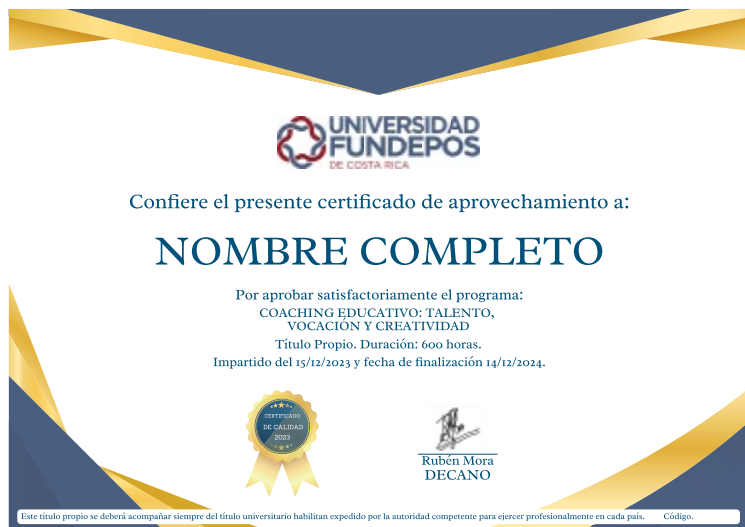 UNIVERSIDAD
FUNDEPOS
DE COSTA RICA
Confiere el presente certificado de aprovechamiento a:
NOMBRE COMPLETO
Por aprobar satisfactoriamente el programa:
COACHING EDUCATIVO: TALENTO,
VOCACIÓN Y CREATIVIDAD
Título Propio. Duración: 600 horas.
Impartido del 15/12/2023 y fecha de finalización 14/12/2024.
CERTIFICADO
DE CALIDAD
2023
Rubén Mora
DECANO
Este título propio se deberá acompañar siempre del título universitario habilitan expedido por la autoridad competente para ejercer profesionalmente en cada país. Código.